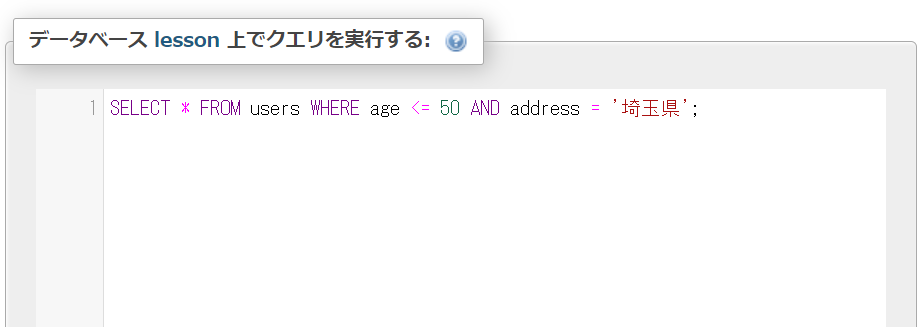 データベース lesson 上でクエリを実行する:
1 SELECT * FROM users WHERE age <= 50 AND address = '埼玉県';